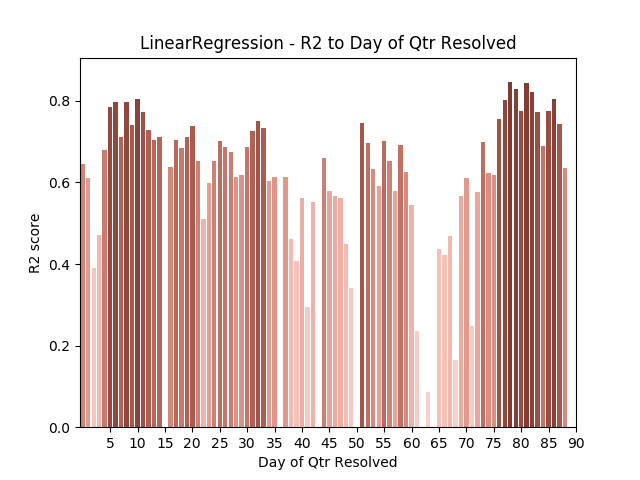 LinearRegression - R2 to Day of Qtr Resolved
R2 score
0.8
0.6
0.4
0.2
0.0
5 10 15 20 25 30 35 40 45 50 55 60 65 70 75 80 85 90
Day of Qtr Resolved